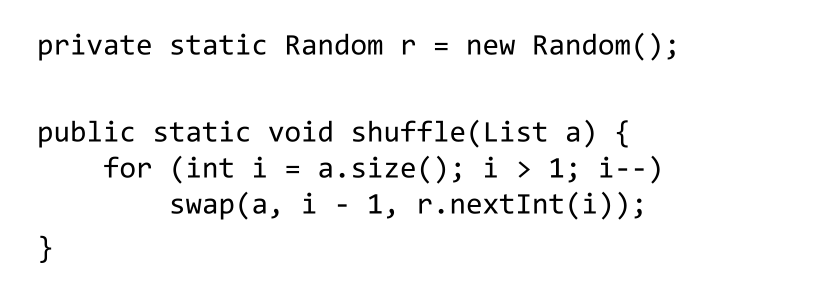 private static Random r = new Random();
public static void shuffle(List a) {
    for (int i = a.size(); i > 1; i--)
        swap(a, i - 1, r.nextInt(i));
}